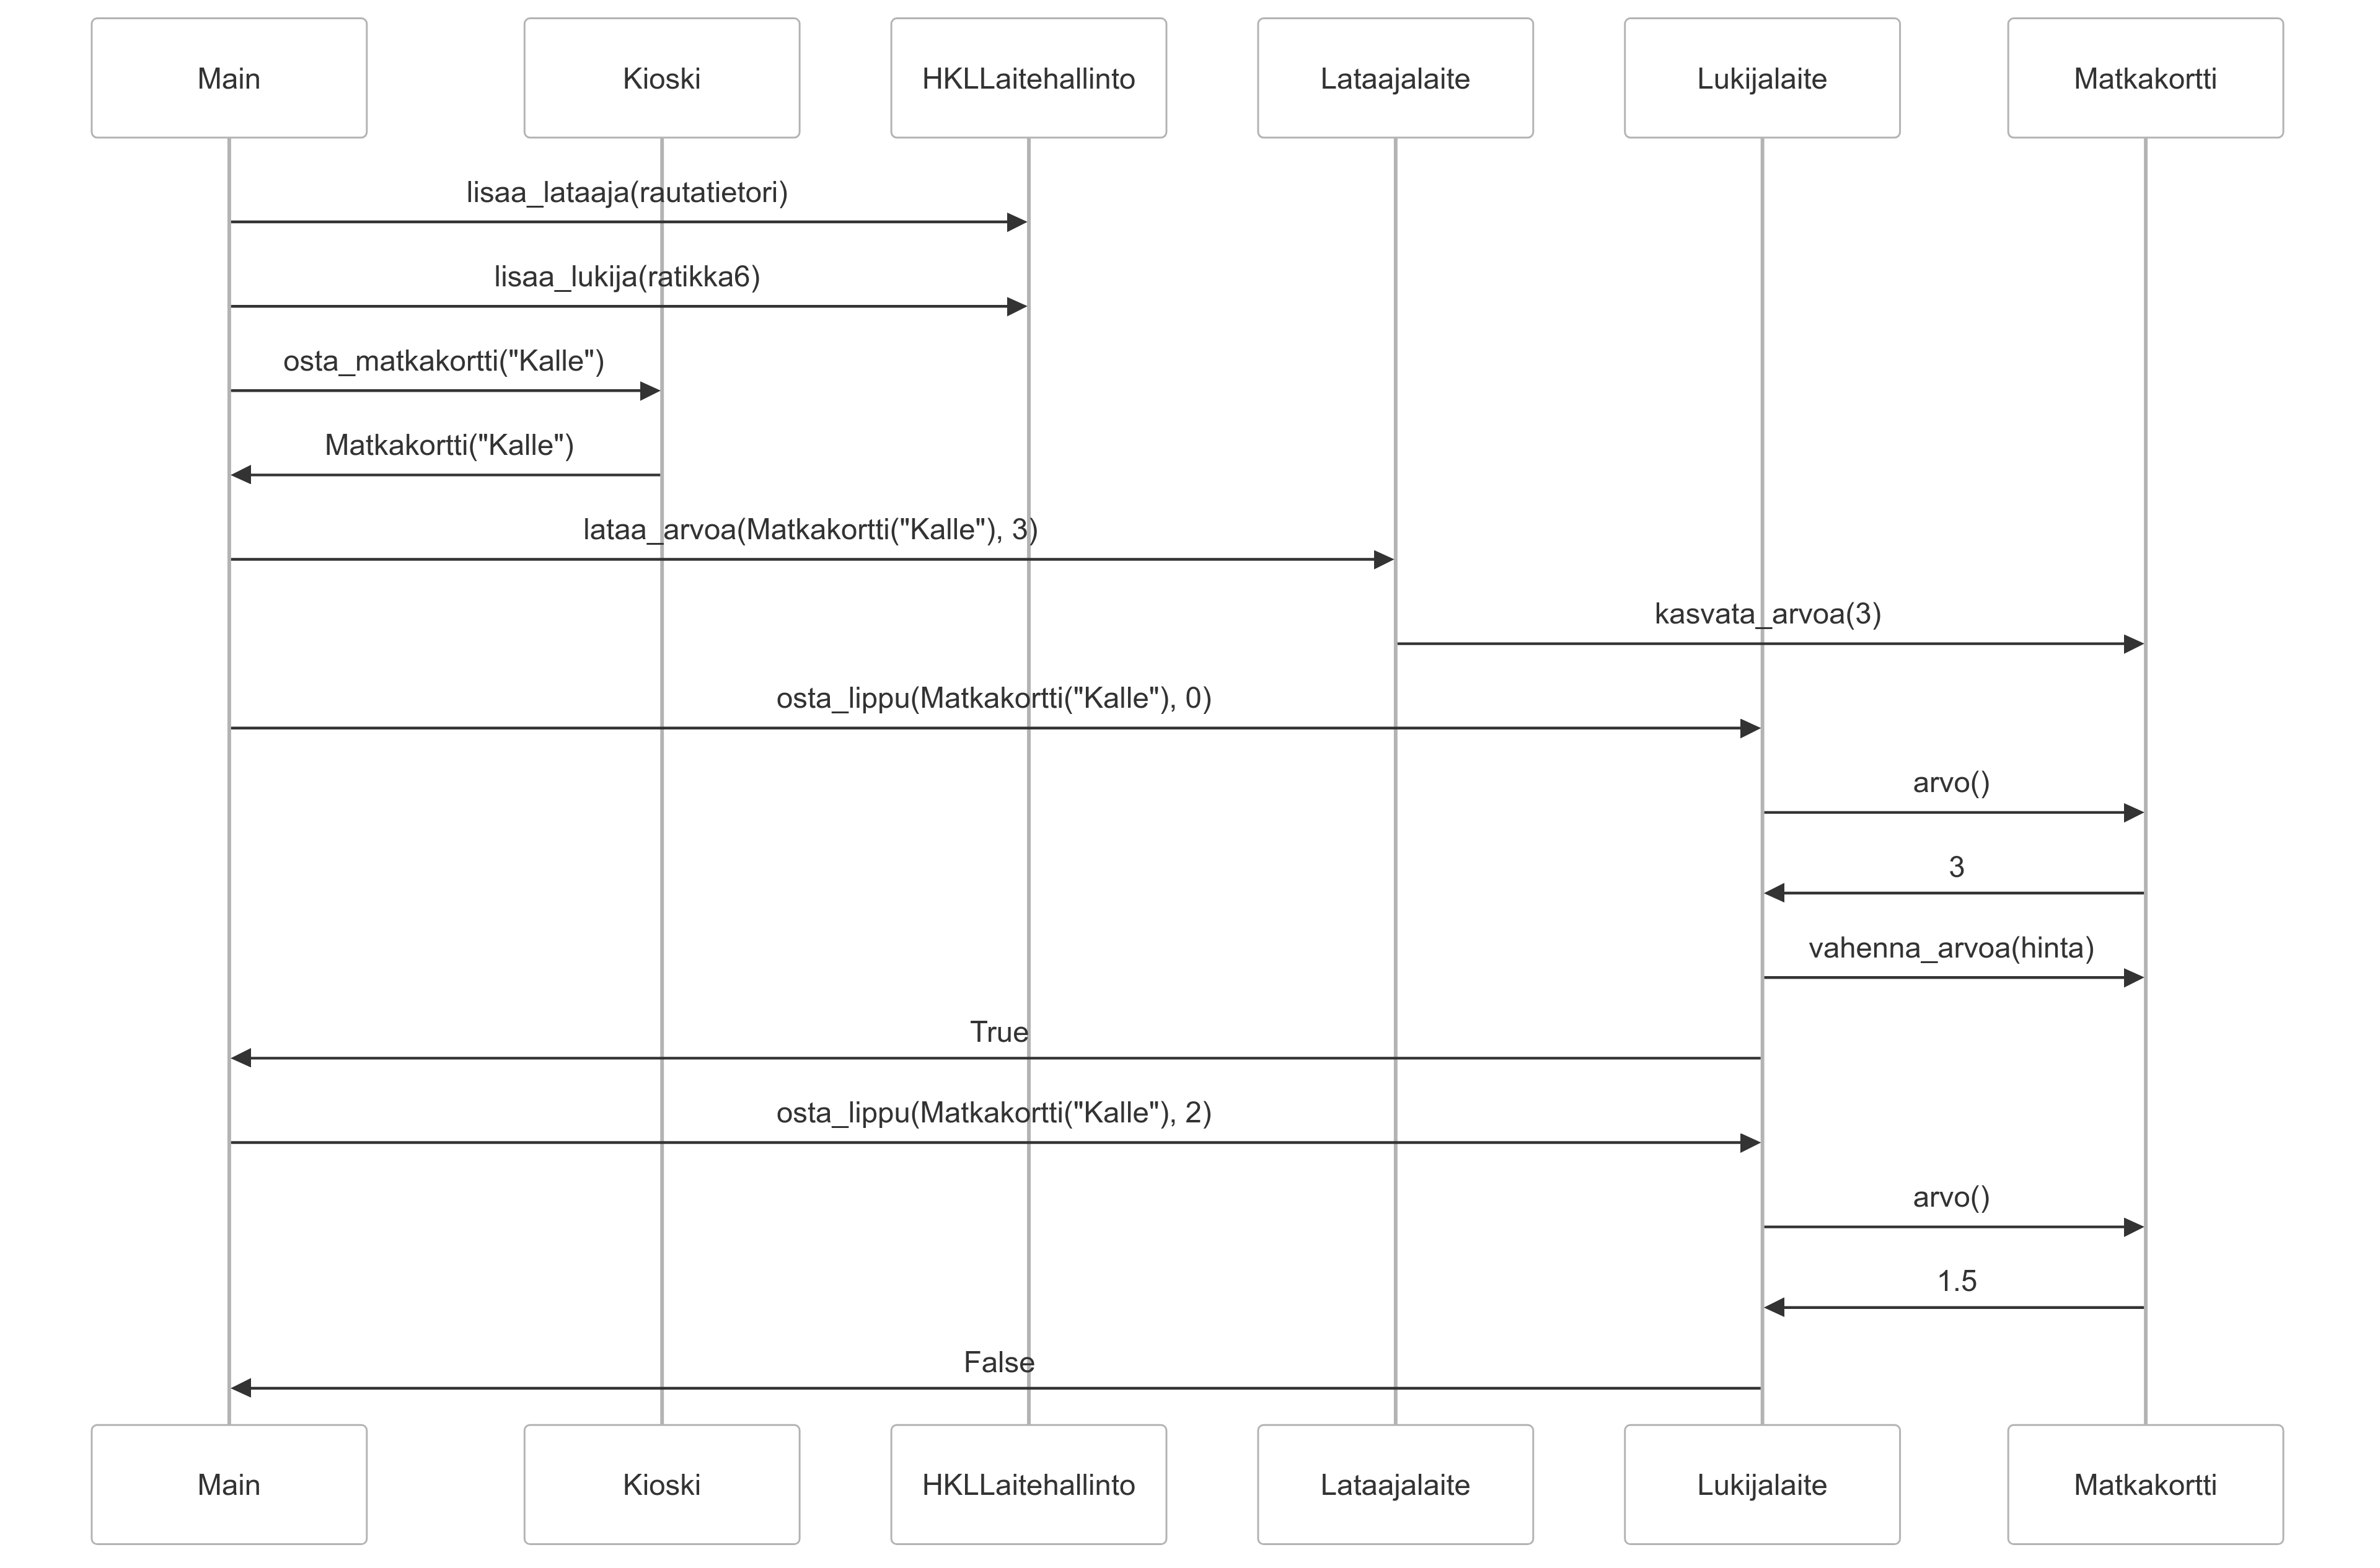 Main
Kioski
HKLLaitehallinto
Lataajalaite
Lukijalaite
Matkakortti
lisaa_lataaja(rautatietori)
lisaa_lukija(ratikka6)
osta_matkakortti("Kalle")
Matkakortti("Kalle")
lataa_arvoa(Matkakortti("Kalle"), 3)
kasvata_arvoa(3)
osta_lippu(Matkakortti("Kalle"), 0)
arvo()
3
vahenna_arvoa(hinta)
True
osta_lippu(Matkakortti("Kalle"), 2)
arvo()
1.5
False
Main
Kioski
HKLLaitehallinto
Lataajalaite
Lukijalaite
Matkakortti